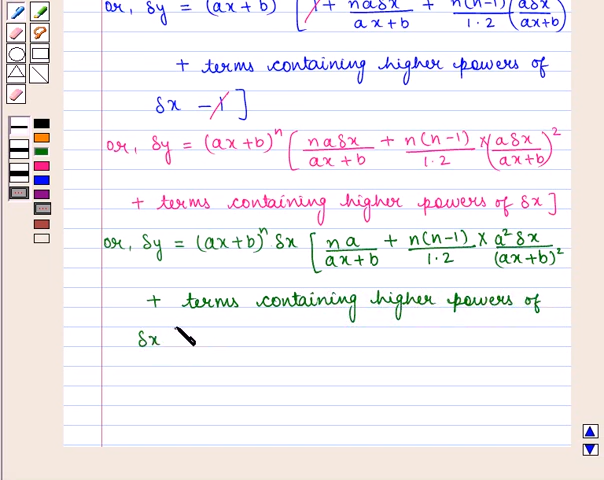 or, δy = (ax+b) [1 + naδx/ax+b + n(n-1)/1·2 (aδx/ax+b)
+ terms containing higher powers of
δx - 1]
or, δy = (ax+b)^n [naδx/ax+b + n(n-1)/1·2 × (aδx/ax+b)^2
+ terms containing higher powers of δx]
or, δy = (ax+b)^n δx [na/ax+b + n(n-1)/1·2 × a^2 δx/(ax+b)^2
+ terms containing higher powers of
δx